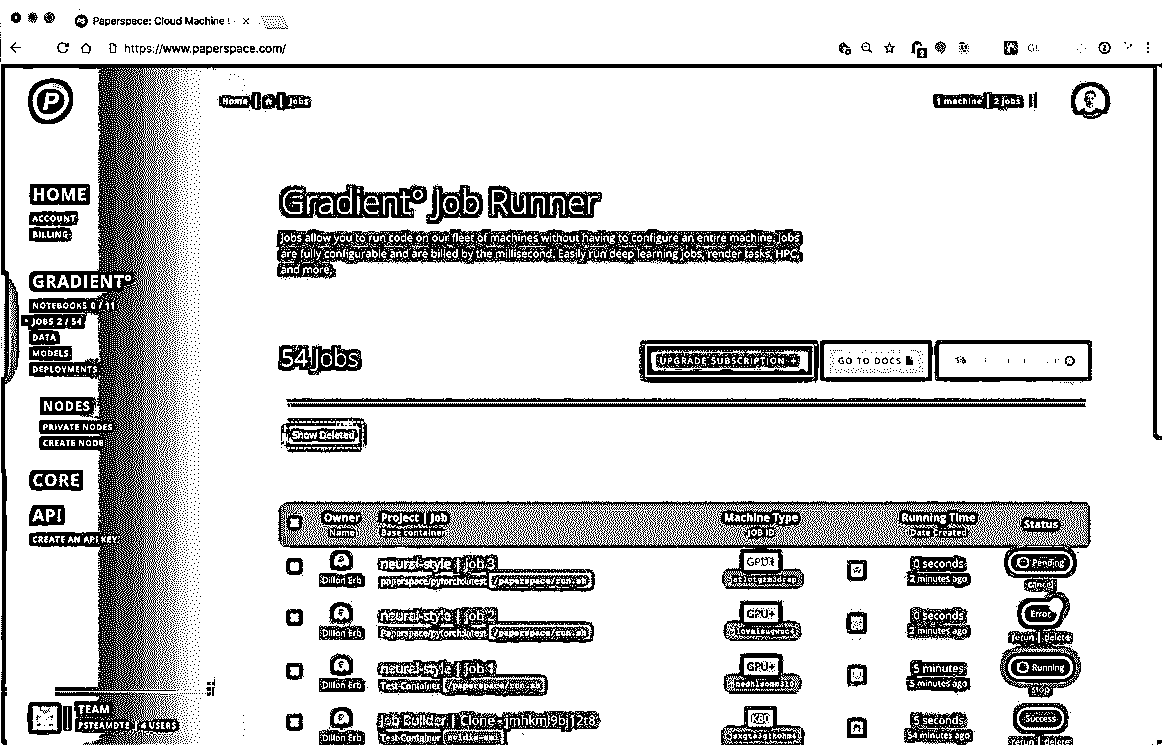 Paperspace: Cloud Machine L
https://www.paperspace.com/
P
Home Jobs
1 machine 2 jobs
HOME
ACCOUNT
BILLING
GRADIENT°
NOTEBOOKS 0 / 11
JOBS 2 / 54
DATA
MODELS
DEPLOYMENTS
NODES
PRIVATE NODES
CREATE NODE
CORE
API
CREATE AN API KEY
TEAM
PSTEAMDTE | 4 USERS
Gradient° Job Runner
Jobs allow you to run code on our fleet of machines without having to configure an entire machine. Jobs
are fully configurable and are billed by the millisecond. Easily run deep learning jobs, render tasks, HPC,
and more.
54 Jobs
UPGRADE SUBSCRIPTION +
GO TO DOCS
Show Deleted
Owner Project | Job Machine Type Running Time Status
Name Base container JOB ID Date Created
neural-style | job 3 GPU+ 0 seconds Pending
Dillon Erb paperspace/pytorch:latest /paperspace/run.sh 2 minutes ago cancel
neural-style | job 2 GPU+ 0 seconds Error
Dillon Erb Paperspace/pytorch:latest /paperspace/run.sh 2 minutes ago rerun | delete
neural-style | job 1 GPU+ 5 minutes Running
Dillon Erb Test-Container /paperspace/run.sh 5 minutes ago stop
Job Builder | Clone - jmhkml9bj12t8 K80 5 seconds Success
Dillon Erb Test-Container nvidia-smi 54 minutes ago rerun | delete